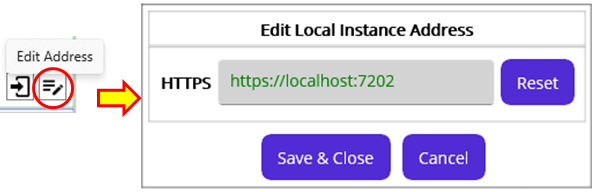 Edit Address
Edit Local Instance Address
HTTPS https://localhost:7202 Reset
Save & Close Cancel